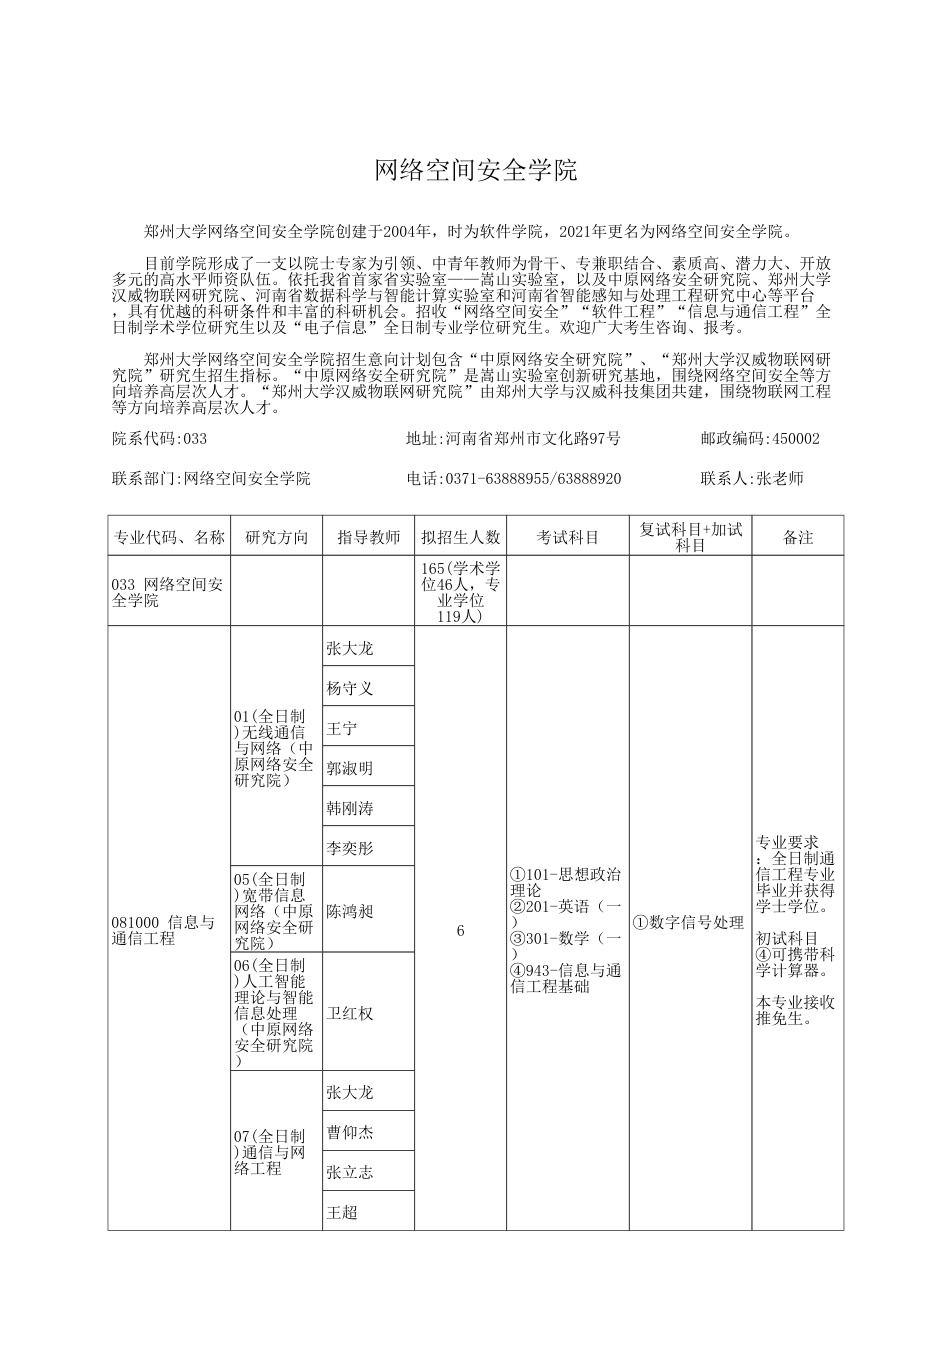 网络空间安全学院
郑州大学网络空间安全学院创建于2004年，时为软件学院，2021年更名为网络空间安全学院。
目前学院形成了一支以院士专家为引领、中青年教师为骨干、专兼职结合、素质高、潜力大、开放
多元的高水平师资队伍。依托我省首家省实验室——嵩山实验室，以及中原网络安全研究院、郑州大学
汉威物联网研究院、河南省数据科学与智能计算实验室和河南省智能感知与处理工程研究中心等平台
，具有优越的科研条件和丰富的科研机会。招收“网络空间安全”“软件工程”“信息与通信工程”全
日制学术学位研究生以及“电子信息”全日制专业学位研究生。欢迎广大考生咨询、报考。
郑州大学网络空间安全学院招生意向计划包含“中原网络安全研究院”、“郑州大学汉威物联网研
究院”研究生招生指标。“中原网络安全研究院”是嵩山实验室创新研究基地，围绕网络空间安全等方
向培养高层次人才。“郑州大学汉威物联网研究院”由郑州大学与汉威科技集团共建，围绕物联网工程
等方向培养高层次人才。
院系代码:033 地址:河南省郑州市文化路97号 邮政编码:450002
联系部门:网络空间安全学院 电话:0371-63888955/63888920 联系人:张老师
专业代码、名称 研究方向 指导教师 拟招生人数 考试科目 复试科目+加试
科目 备注
033 网络空间安
全学院
165(学术学
位46人，专
业学位
119人)
081000 信息与
通信工程
01(全日制
)无线通信
与网络（中
原网络安全
研究院）
张大龙
杨守义
王宁
郭淑明
韩刚涛
李奕彤
05(全日制
)宽带信息
网络（中原
网络安全研
究院）
陈鸿昶
06(全日制
)人工智能
理论与智能
信息处理
（中原网络
安全研究院
）
卫红权
07(全日制
)通信与网
络工程
张大龙
曹仰杰
张立志
王超
6
①101-思想政治
理论
②201-英语（一
）
③301-数学（一
）
④943-信息与通
信工程基础
①数字信号处理
专业要求
：全日制通
信工程专业
毕业并获得
学士学位。
初试科目
④可携带科
学计算器。
本专业接收
推免生。